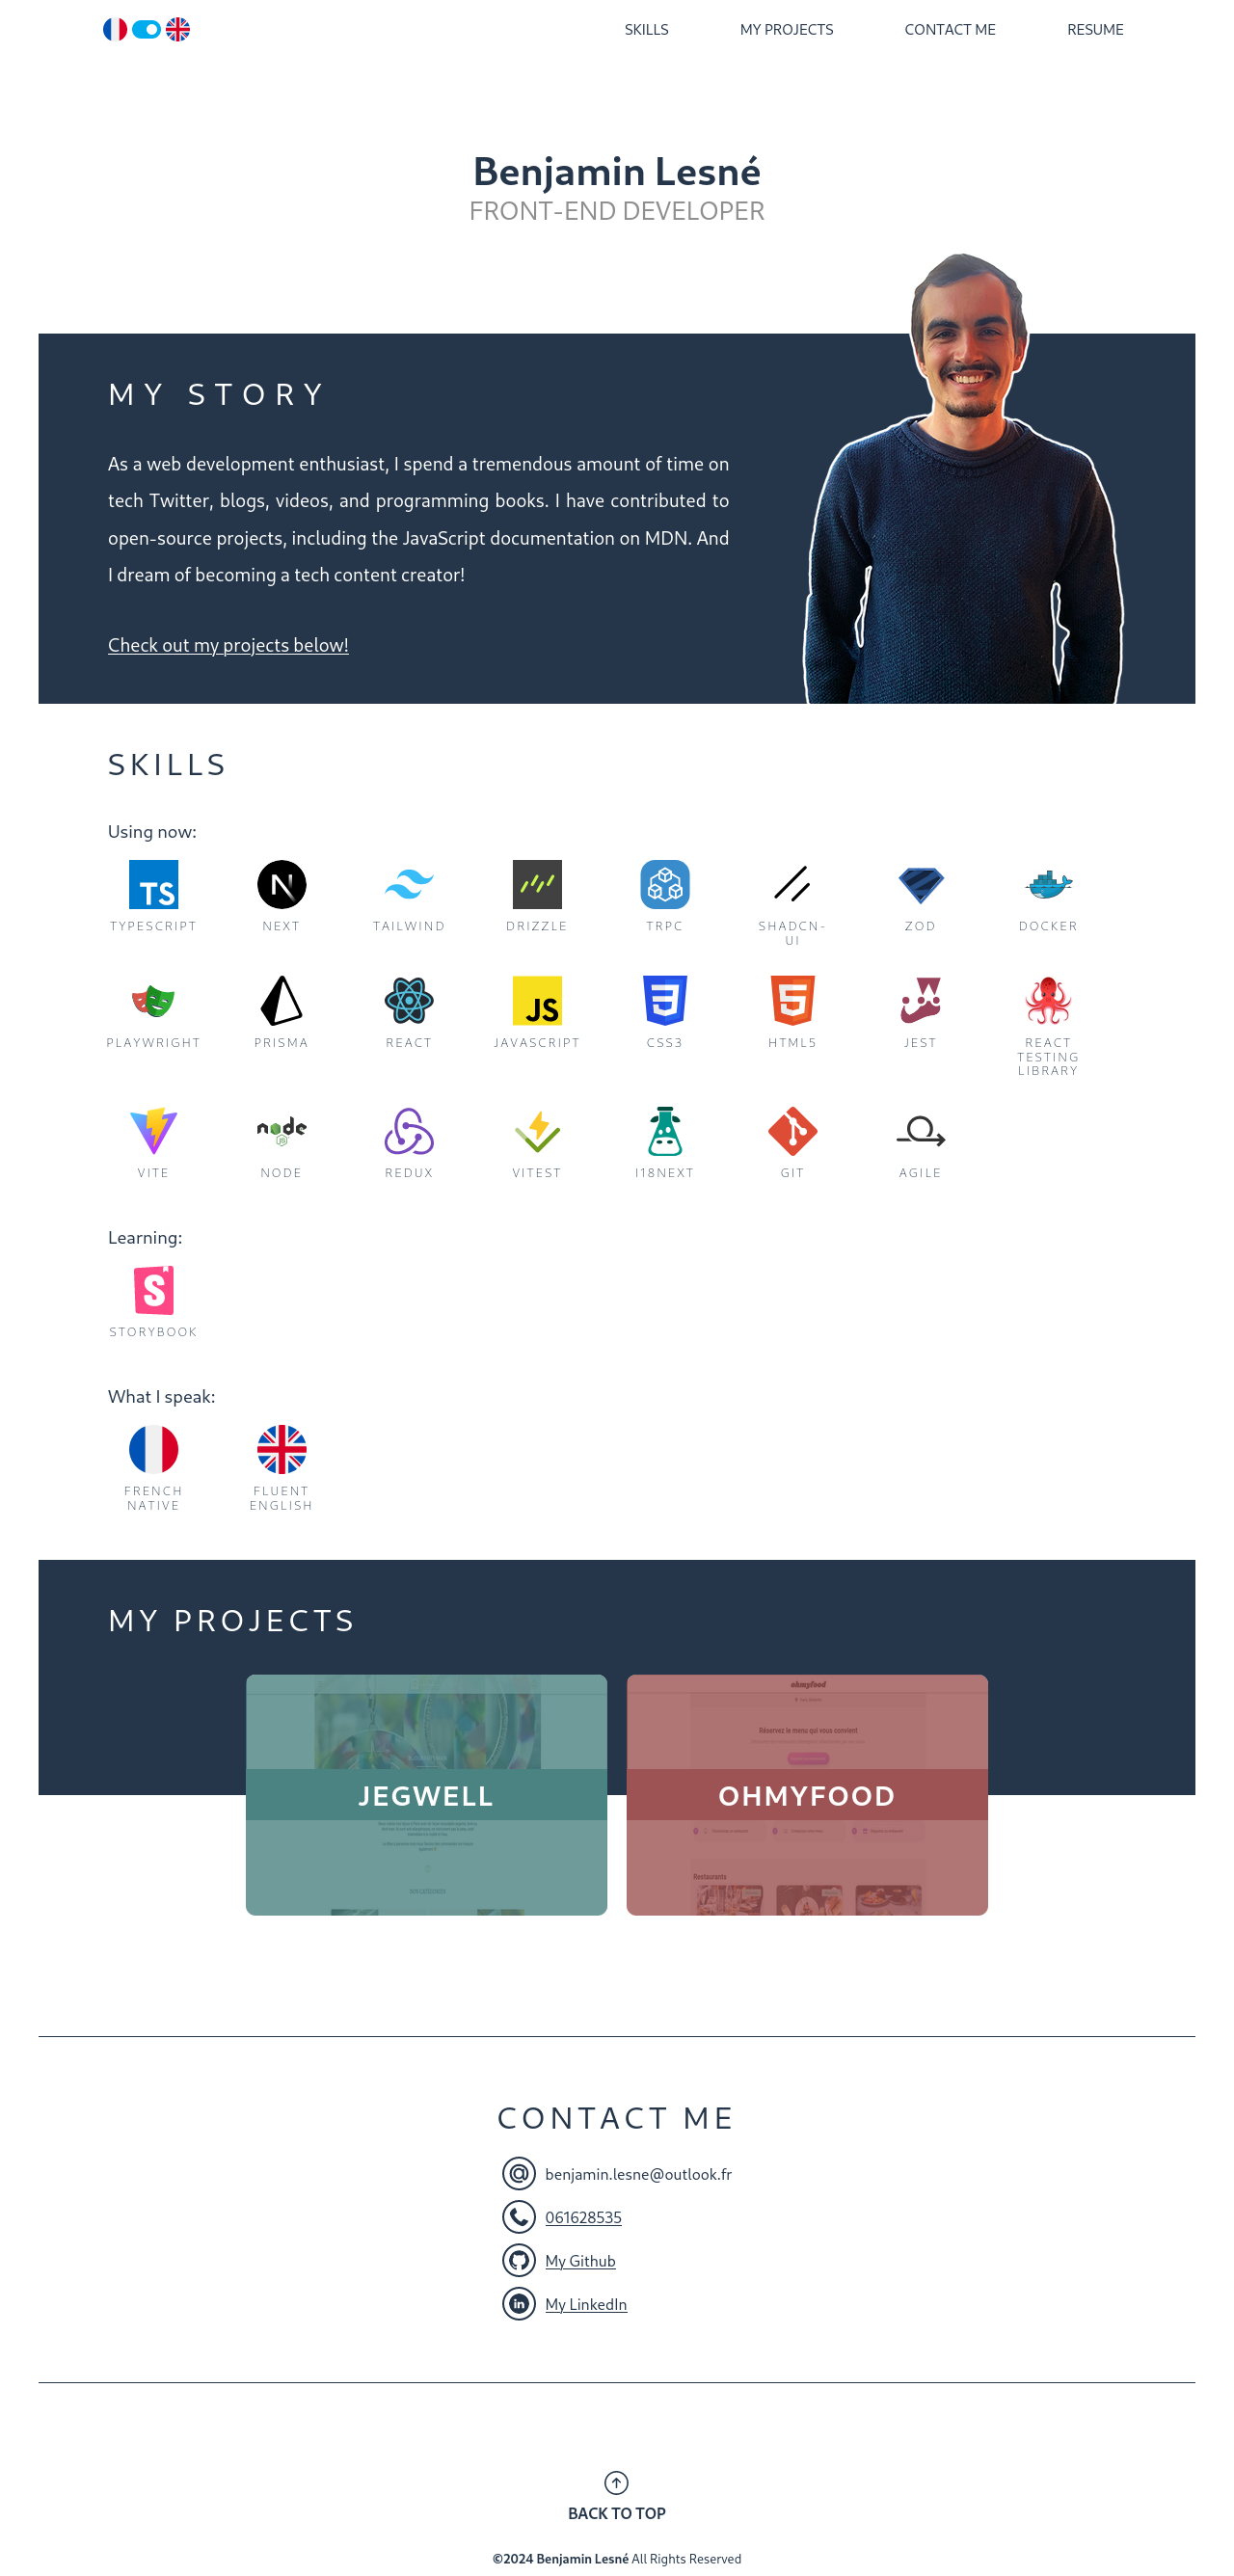 SKILLS MY PROJECTS CONTACT ME RESUME
Benjamin Lesné
FRONT-END DEVELOPER
MY STORY
As a web development enthusiast, I spend a tremendous amount of time on
tech Twitter, blogs, videos, and programming books. I have contributed to
open-source projects, including the JavaScript documentation on MDN. And
I dream of becoming a tech content creator!
Check out my projects below!
SKILLS
Using now:
TS N
TYPESCRIPT NEXT TAILWIND DRIZZLE TRPC SHADCN-
UI ZOD DOCKER
JS
PLAYWRIGHT PRISMA REACT JAVASCRIPT CSS3 HTML5 JEST REACT
TESTING
LIBRARY
node
VITE NODE REDUX VITEST I18NEXT GIT AGILE
Learning:
S
STORYBOOK
What I speak:
FRENCH
NATIVE
FLUENT
ENGLISH
MY PROJECTS
ohmyfood
Réservez le menu qui vous convient
JEGWELL
OHMYFOOD
Restaurants
CONTACT ME
benjamin.lesne@outlook.fr
061628535
My Github
in My LinkedIn
BACK TO TOP
©2024 Benjamin Lesné All Rights Reserved